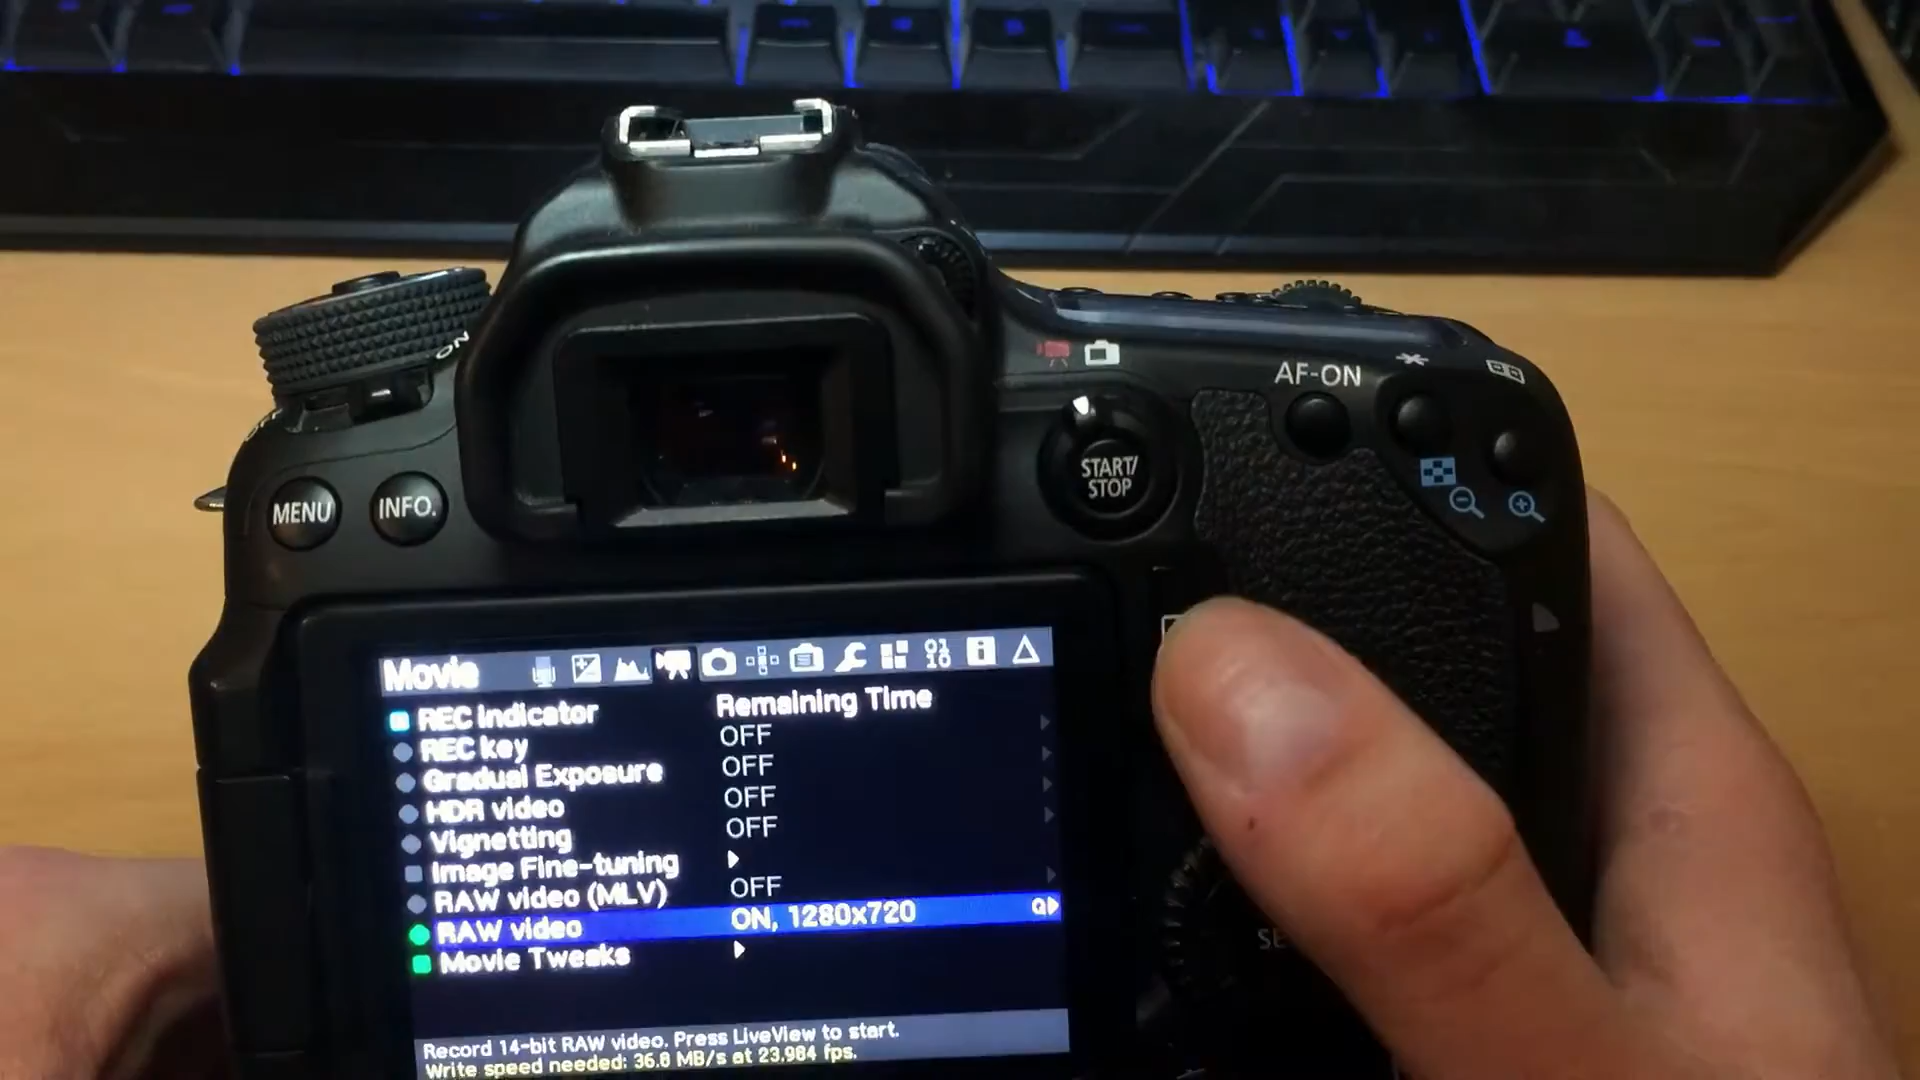 ON
AF-ON
START/
STOP
MENU
INFO.
Movie
REC indicator Remaining Time
REC key OFF
Gradual Exposure OFF
HDR video OFF
Vignetting OFF
Image Fine-tuning
RAW video (MLV) OFF
RAW video ON, 1280x720 Q
Movie Tweaks
Record 14-bit RAW video. Press LiveView to start.
Write speed needed: 36.8 MB/s at 23.984 fps.